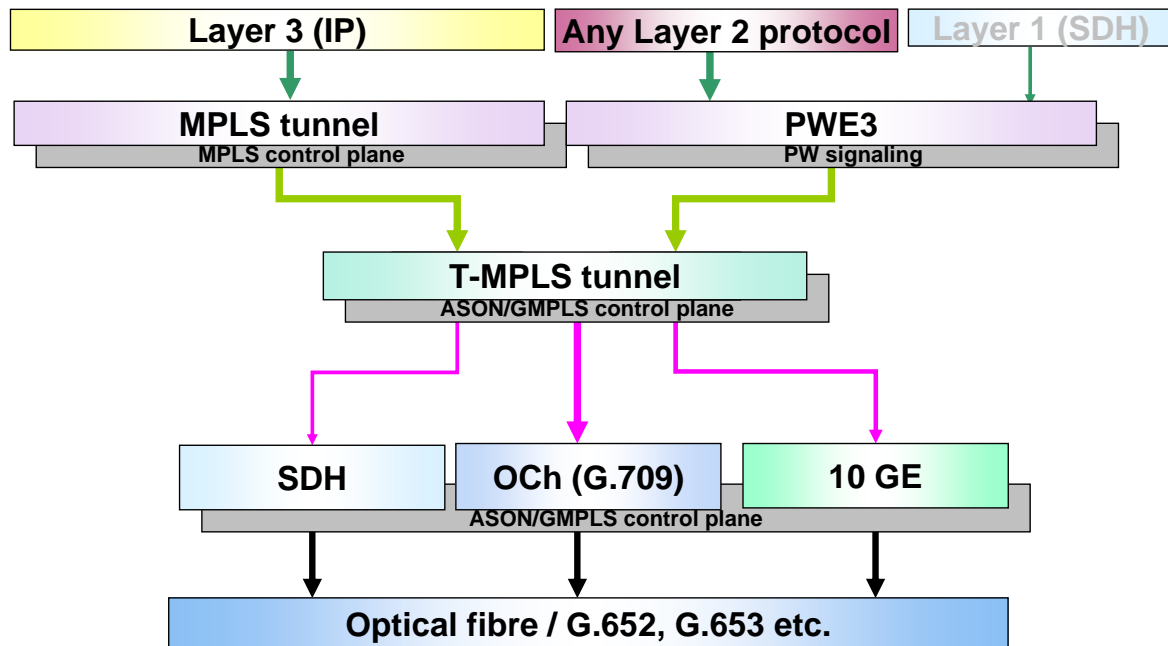 Layer 3 (IP)
Any Layer 2 protocol
Layer 1 (SDH)
MPLS tunnel
MPLS control plane
PWE3
PW signaling
T-MPLS tunnel
ASON/GMPLS control plane
SDH
OCh (G.709)
10 GE
ASON/GMPLS control plane
Optical fibre / G.652, G.653 etc.